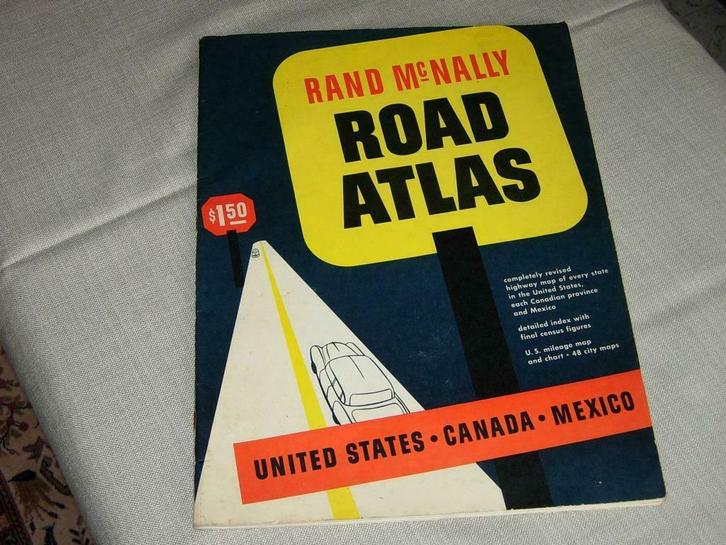 RAND McNALLY
ROAD
ATLAS
$1.50
completely revised
highway map of every state
in the United States,
each Canadian province
and Mexico
detailed index with
final census figures
U.S. mileage map
and chart • 48 city maps
UNITED STATES • CANADA • MEXICO